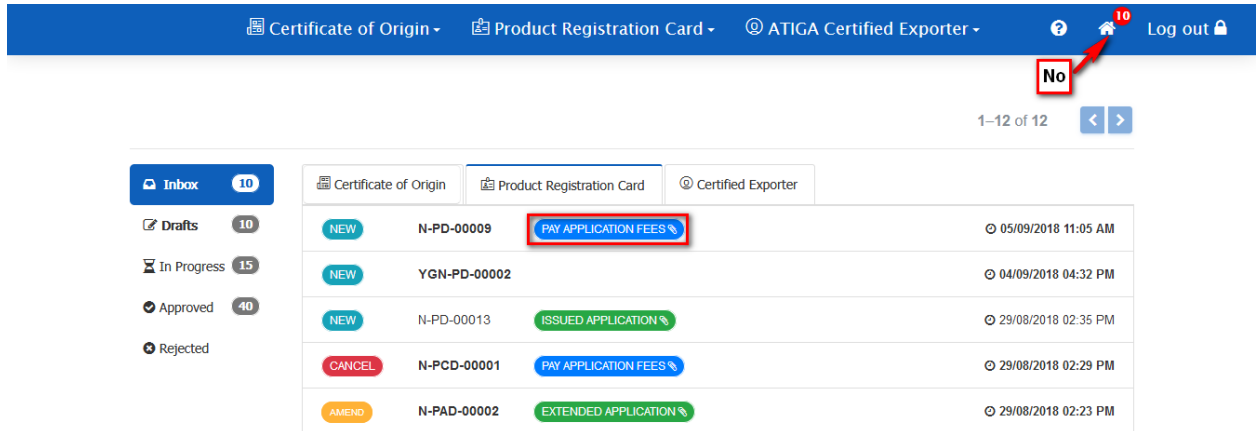 Certificate of Origin Product Registration Card ATIGA Certified Exporter 10 Log out
No
1–12 of 12
Inbox 10 Certificate of Origin Product Registration Card Certified Exporter
Drafts 10 NEW N-PD-00009 PAY APPLICATION FEES 05/09/2018 11:05 AM
In Progress 15 NEW YGN-PD-00002 04/09/2018 04:32 PM
Approved 40 NEW N-PD-00013 ISSUED APPLICATION 29/08/2018 02:35 PM
Rejected CANCEL N-PCD-00001 PAY APPLICATION FEES 29/08/2018 02:29 PM
AMEND N-PAD-00002 EXTENDED APPLICATION 29/08/2018 02:23 PM